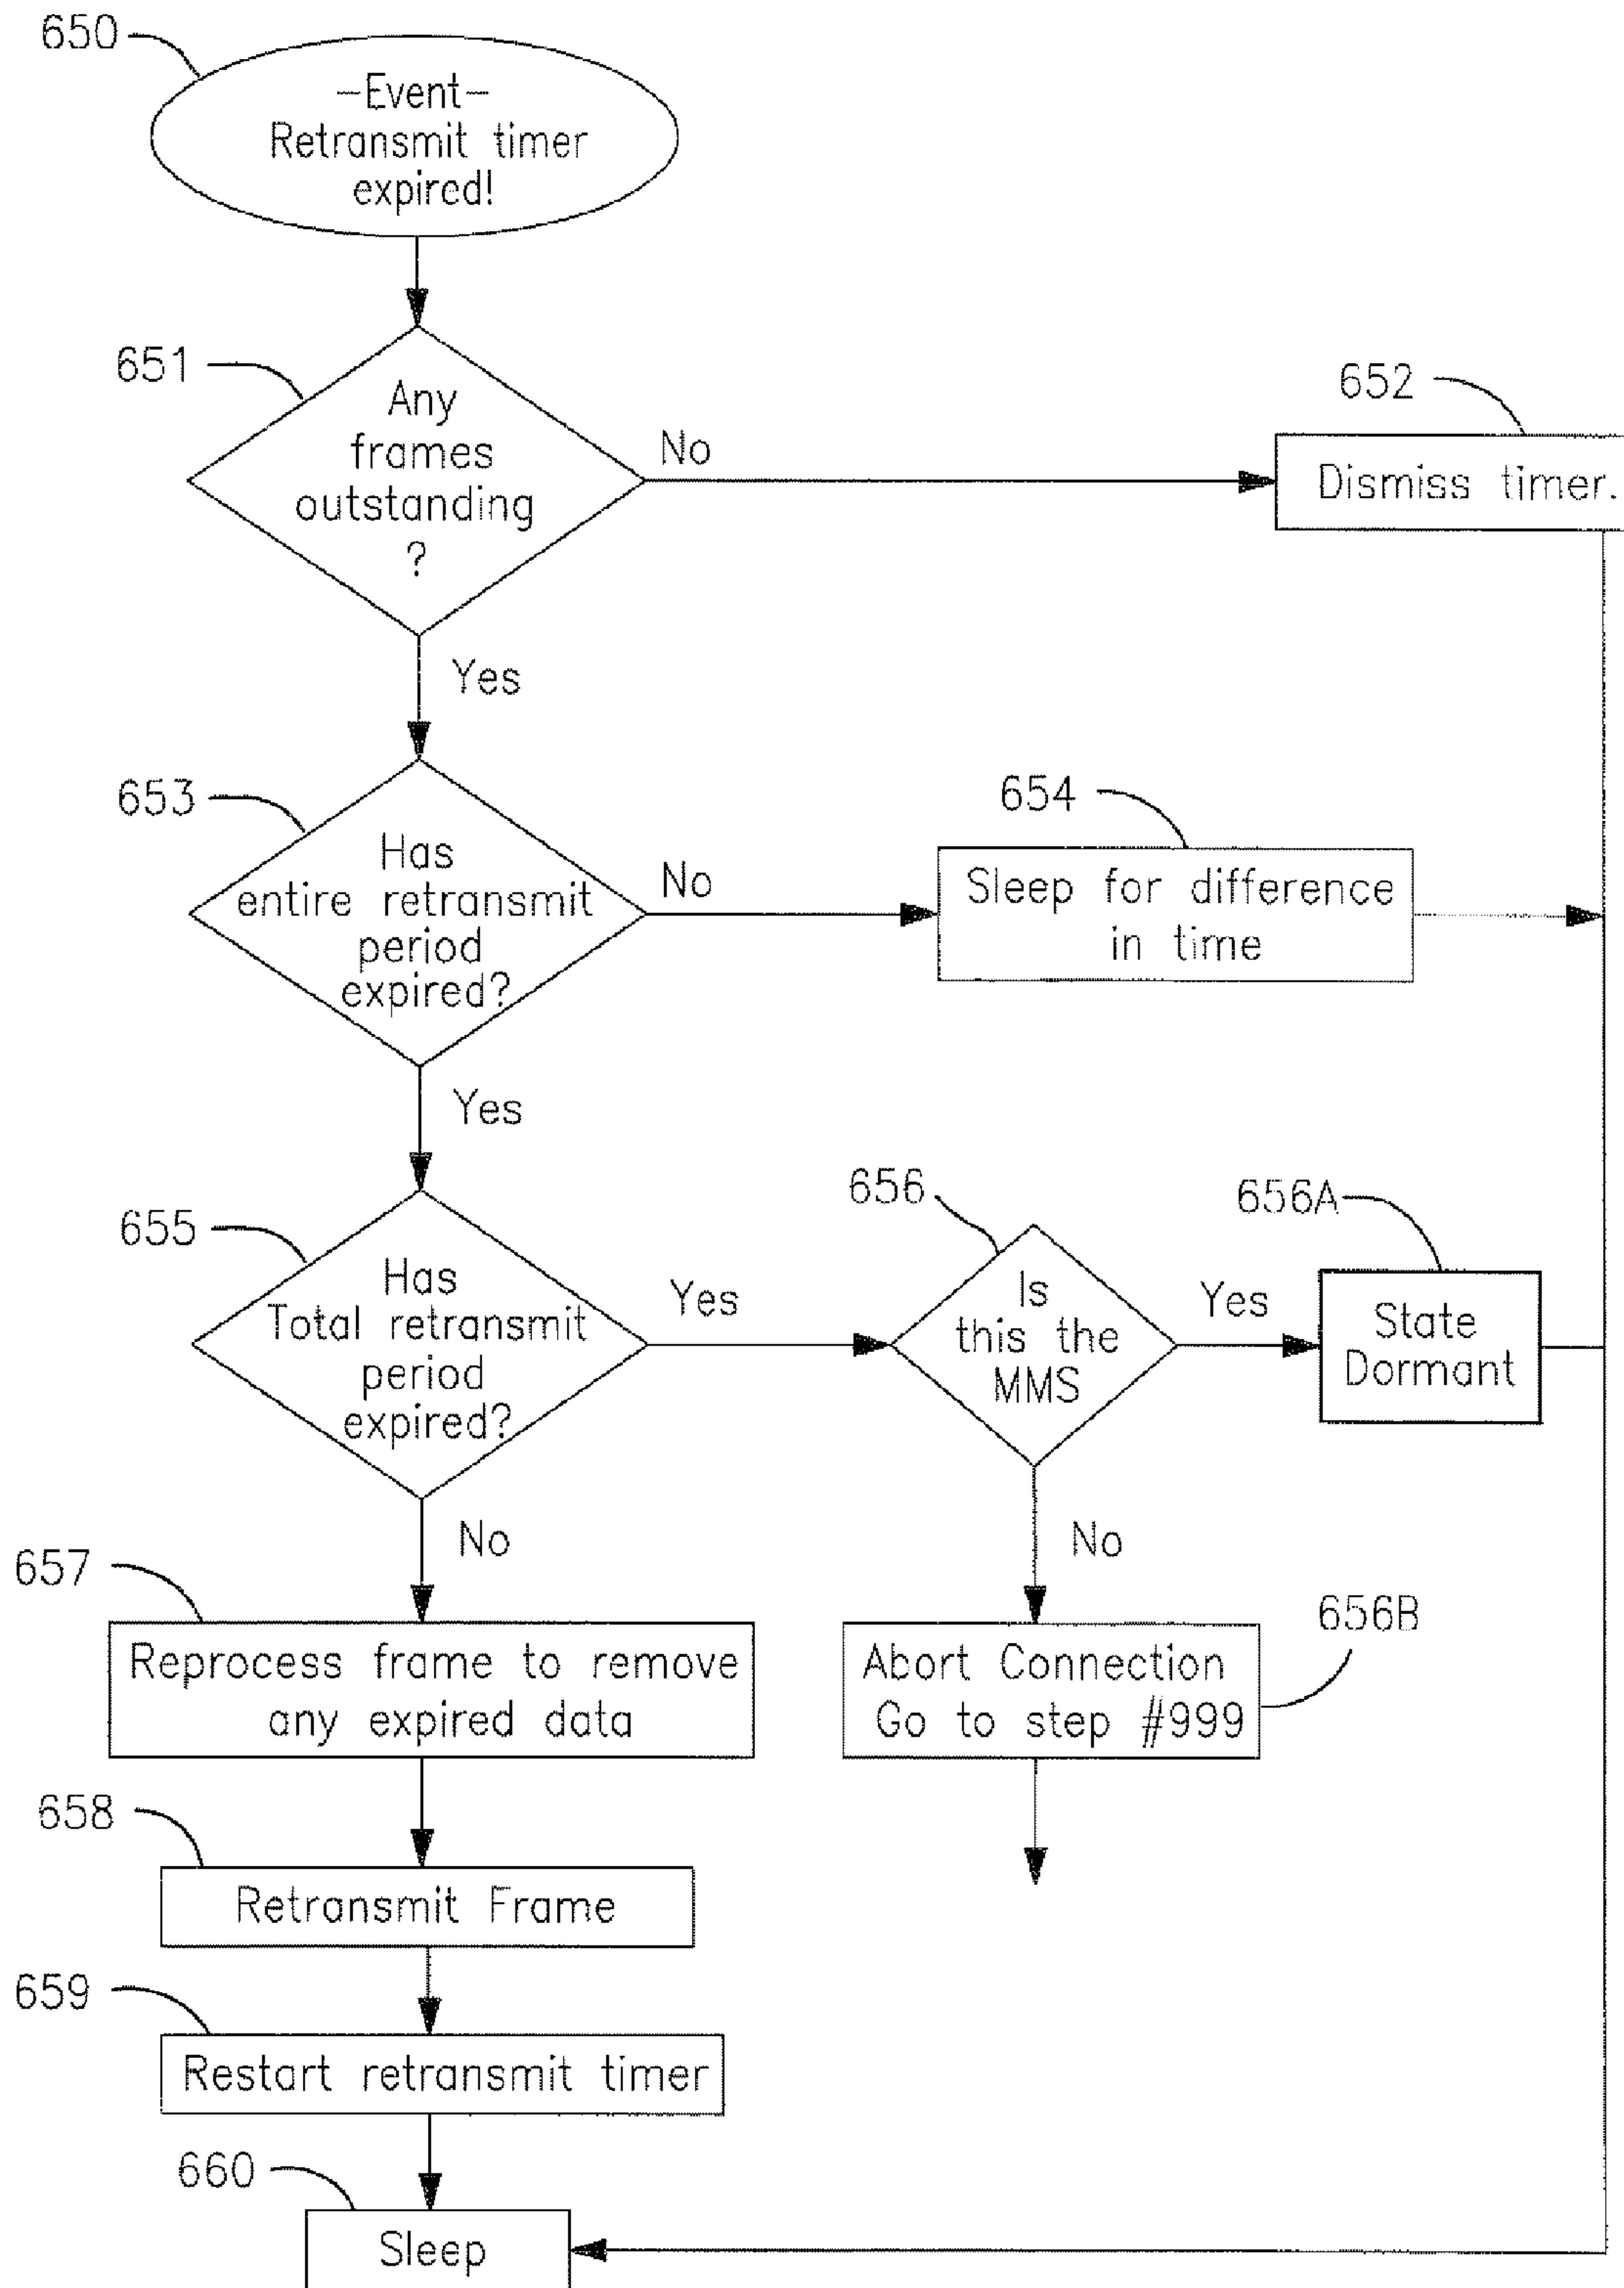 650
–Event–
Retransmit timer
expired!
651
Any
frames
outstanding
?
No
652
Dismiss timer.
Yes
653
Has
entire retransmit
period
expired?
No
654
Sleep for difference
in time
Yes
655
Has
Total retransmit
period
expired?
Yes
656
Is
this the
MMS
Yes
656A
State
Dormant
No
No
657
Reprocess frame to remove
any expired data
656B
Abort Connection
Go to step #999
658
Retransmit Frame
659
Restart retransmit timer
660
Sleep